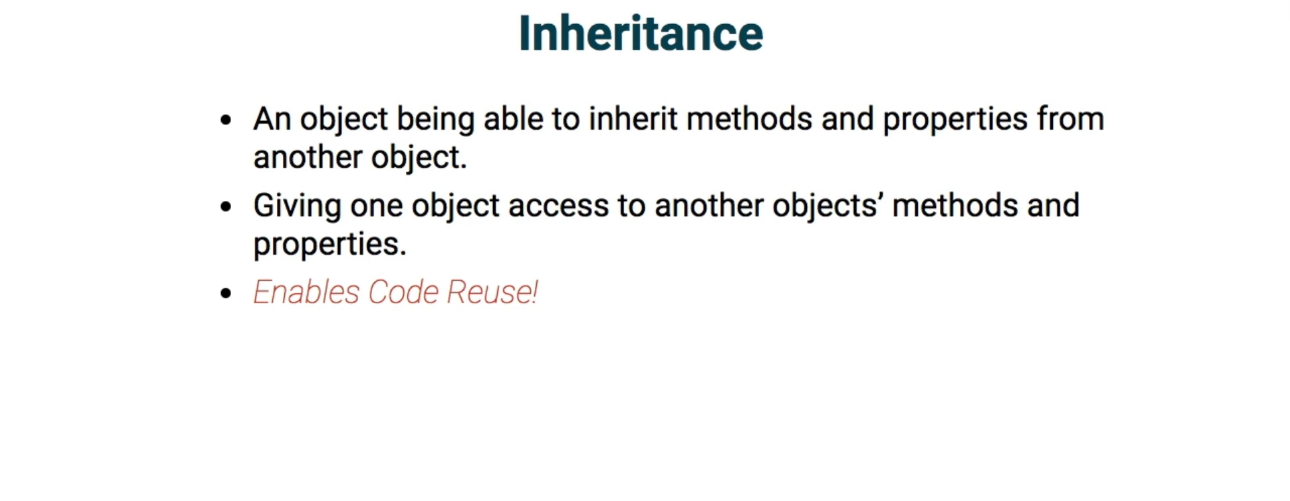 Inheritance
• An object being able to inherit methods and properties from
another object.
• Giving one object access to another objects’ methods and
properties.
• Enables Code Reuse!